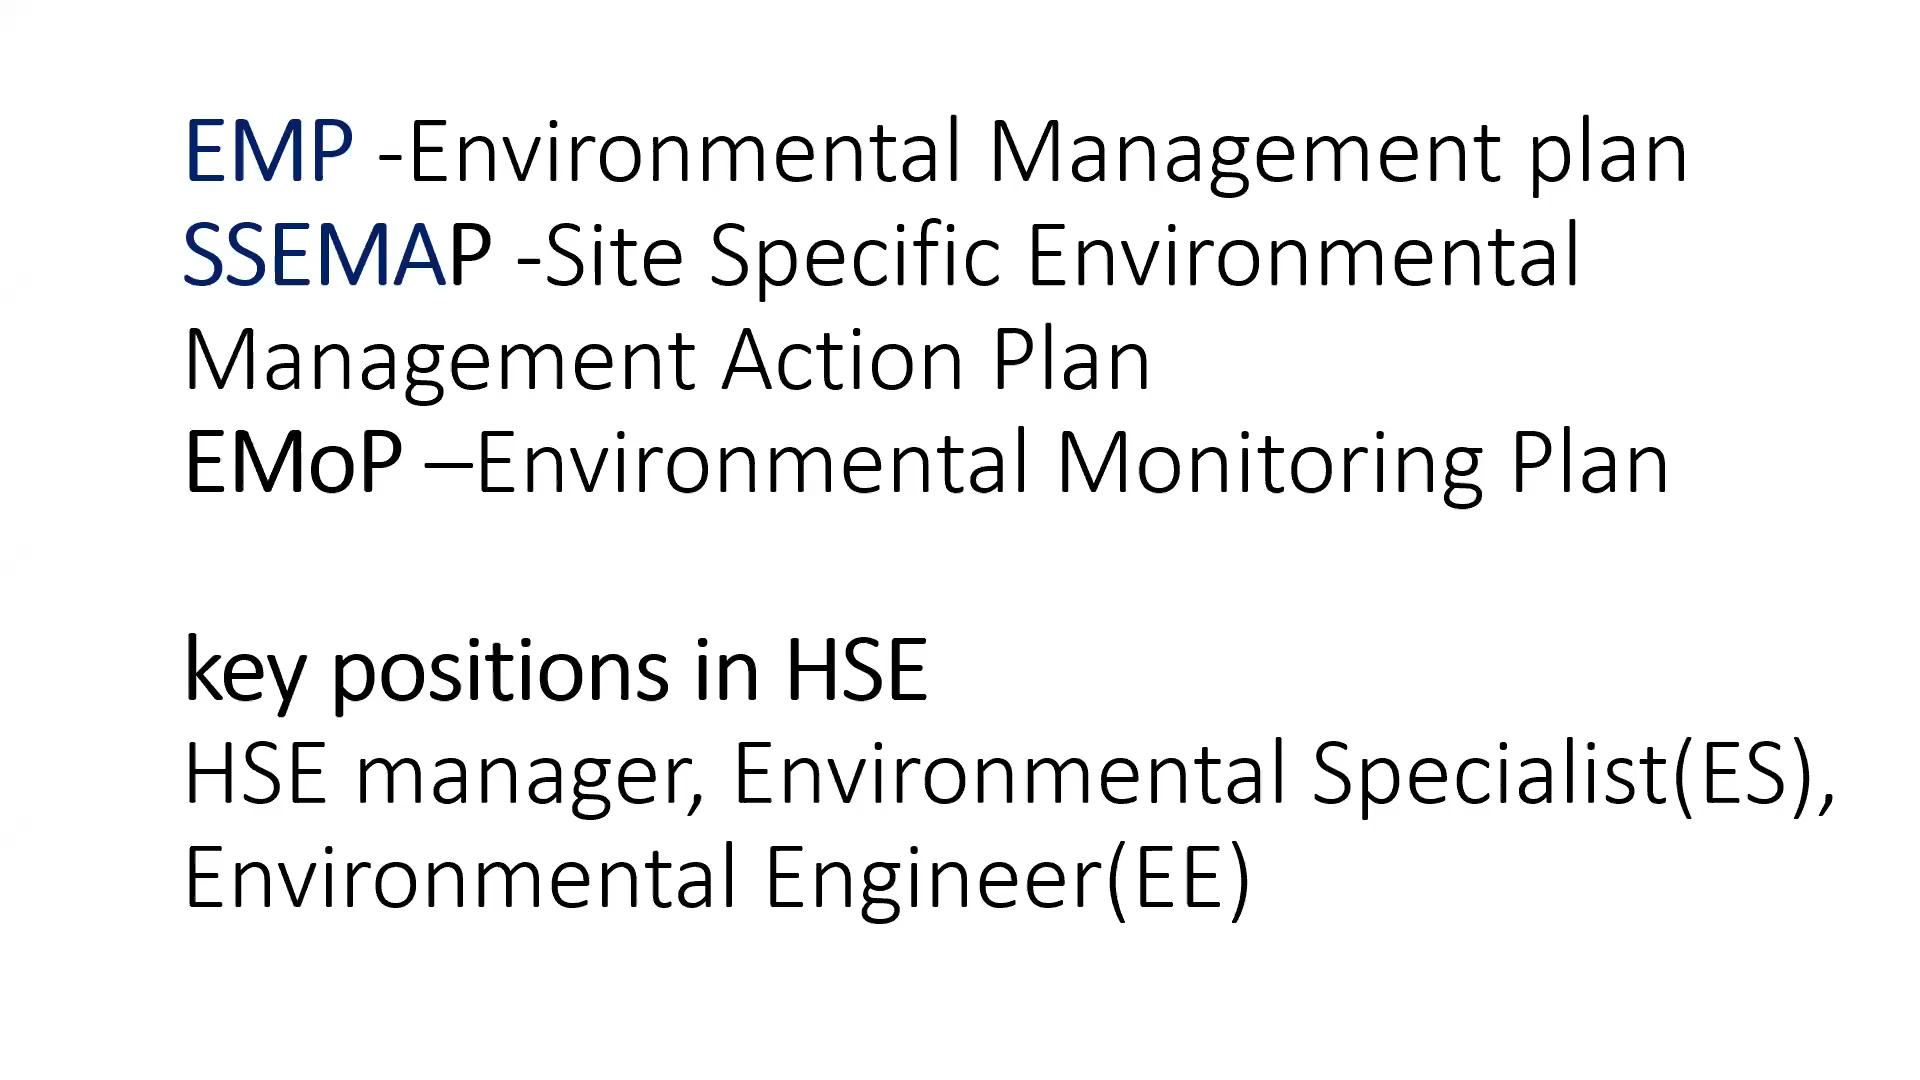 EMP -Environmental Management plan
SSEMAP -Site Specific Environmental
Management Action Plan
EMoP –Environmental Monitoring Plan
key positions in HSE
HSE manager, Environmental Specialist(ES),
Environmental Engineer(EE)